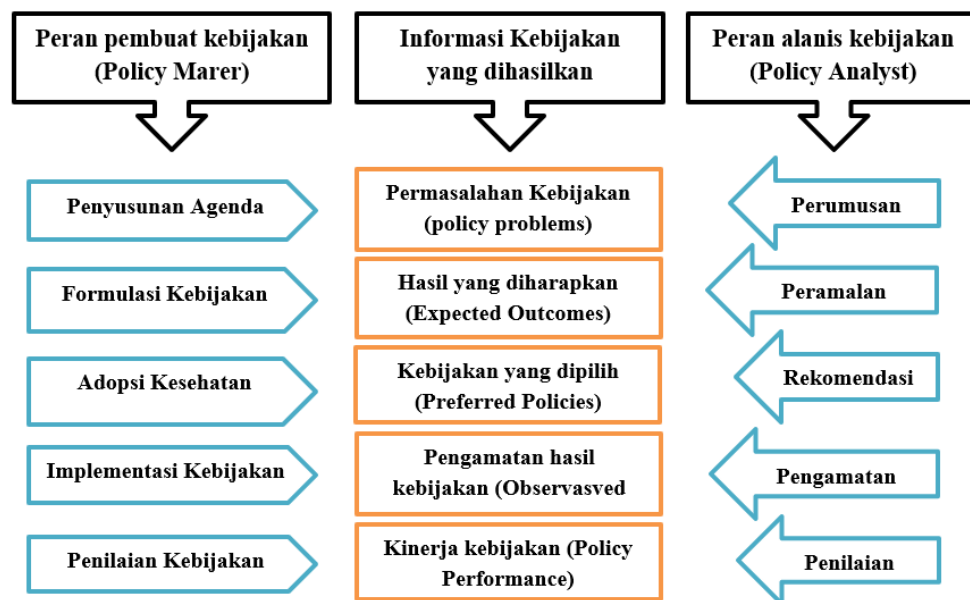 Peran pembuat kebijakan
(Policy Marer)
Informasi Kebijakan
yang dihasilkan
Peran alanis kebijakan
(Policy Analyst)
Penyusunan Agenda
Permasalahan Kebijakan
(policy problems)
Perumusan
Formulasi Kebijakan
Hasil yang diharapkan
(Expected Outcomes)
Peramalan
Adopsi Kesehatan
Kebijakan yang dipilih
(Preferred Policies)
Rekomendasi
Implementasi Kebijakan
Pengamatan hasil
kebijakan (Observasved
Pengamatan
Penilaian Kebijakan
Kinerja kebijakan (Policy
Performance)
Penilaian